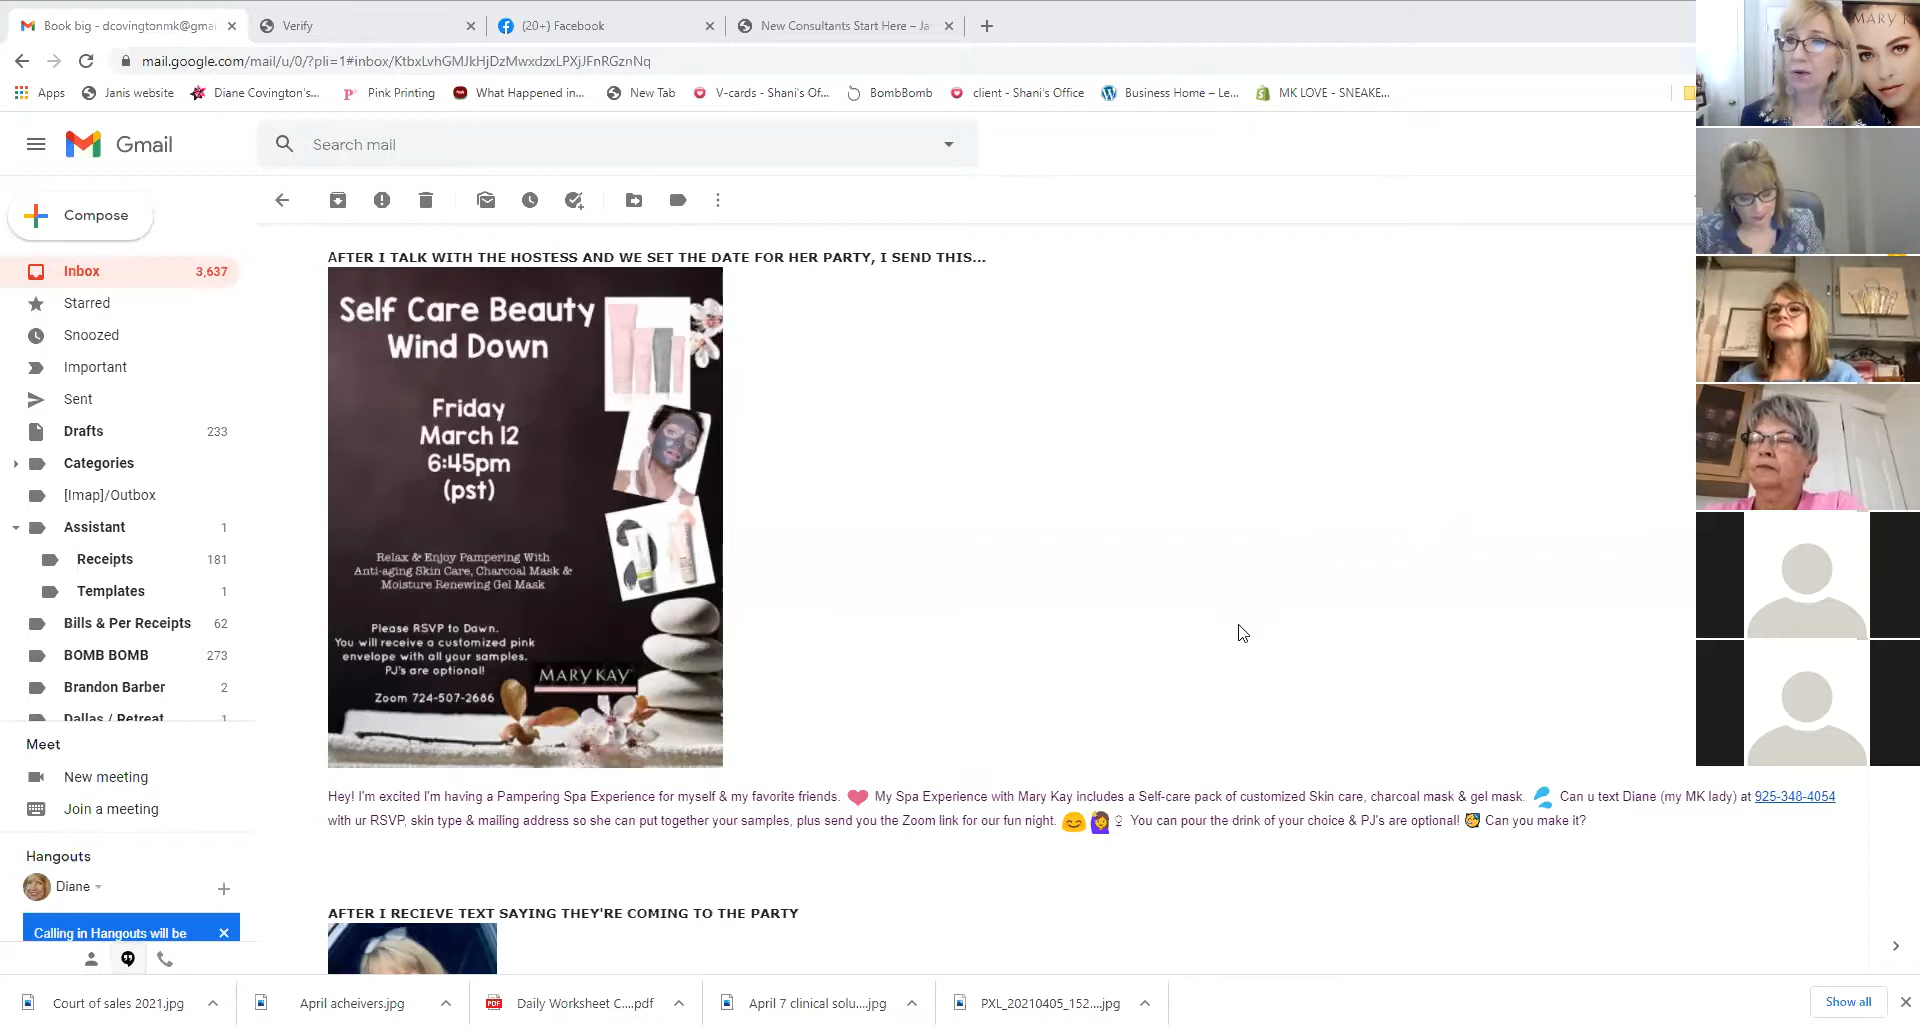 Book big - dcovingtonmk@gmai
Verify
(20+) Facebook
New Consultants Start Here – Ja
mail.google.com/mail/u/0/?pli=1#inbox/KtbxLvhGMJkHjDzMwxdzxLPXjJFnRGznNq
Apps
Janis website
Diane Covington's...
Pink Printing
What Happened in...
New Tab
V-cards - Shani's Of...
BombBomb
client - Shani's Office
Business Home – Le...
MK LOVE - SNEAKE...
MARY K
Gmail
Search mail
Compose
Inbox 3,637
Starred
Snoozed
Important
Sent
Drafts 233
Categories
[Imap]/Outbox
Assistant 1
Receipts 181
Templates 1
Bills & Per Receipts 62
BOMB BOMB 273
Brandon Barber 2
Dallas / Retreat 1
Meet
New meeting
Join a meeting
Hangouts
Diane
Calling in Hangouts will be
AFTER I TALK WITH THE HOSTESS AND WE SET THE DATE FOR HER PARTY, I SEND THIS...
Self Care Beauty
Wind Down
Friday
March 12
6:45pm
(pst)
Relax & Enjoy Pampering With
Anti-aging Skin Care, Charcoal Mask &
Moisture Renewing Gel Mask
Please RSVP to Dawn.
You will receive a customized pink
envelope with all your samples.
PJ's are optional!
MARY KAY
Zoom 724-507-2686
Hey! I'm excited I'm having a Pampering Spa Experience for myself & my favorite friends. ❤ My Spa Experience with Mary Kay includes a Self-care pack of customized Skin care, charcoal mask & gel mask. 💦 Can u text Diane (my MK lady) at 925-348-4054
with ur RSVP, skin type & mailing address so she can put together your samples, plus send you the Zoom link for our fun night. 😊 🙋♀ You can pour the drink of your choice & PJ's are optional! 🥳 Can you make it?
AFTER I RECIEVE TEXT SAYING THEY'RE COMING TO THE PARTY
Court of sales 2021.jpg
April acheivers.jpg
Daily Worksheet C....pdf
April 7 clinical solu....jpg
PXL_20210405_152....jpg
Show all